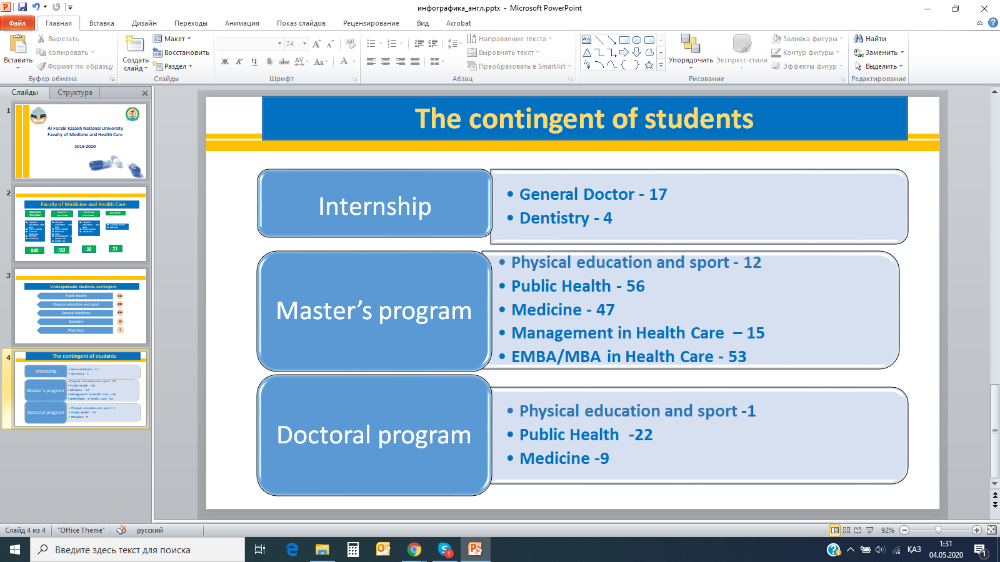 инфографика_англ.pptx - Microsoft PowerPoint
Файл Главная Вставка Дизайн Переходы Анимация Показ слайдов Рецензирование Вид Acrobat
Вставить
Вырезать
Копировать
Формат по образцу
Буфер обмена
Создать слайд
Макет
Восстановить
Раздел
Слайды
24
Ж К Ч S abc AV Aa A
Шрифт
Направление текста
Выровнять текст
Преобразовать в SmartArt
Абзац
Упорядочить
Экспресс-стили
Заливка фигуры
Контур фигуры
Эффекты фигур
Рисование
Найти
Заменить
Выделить
Редактирование
Слайды Структура
1
Al Farabi Kazakh National University
Faculty of Medicine and Health Care
2019-2020
2
Faculty of Medicine and Health Care
840 183 32 21
3
Undergraduate students contingent
Public Health
Physical education and sport
General Medicine
Dentistry
Pharmacy
4
The contingent of students
Internship
• General Doctor - 17
• Dentistry - 4
Master’s program
• Physical education and sport - 12
• Public Health - 56
• Medicine - 47
• Management in Health Care –15
• EMBA/MBA in Health Care - 53
Doctoral program
• Physical education and sport -1
• Public Health -22
• Medicine -9
The contingent of students
Internship
• General Doctor - 17
• Dentistry - 4
Master’s program
• Physical education and sport - 12
• Public Health - 56
• Medicine - 47
• Management in Health Care – 15
• EMBA/MBA in Health Care - 53
Doctoral program
• Physical education and sport -1
• Public Health -22
• Medicine -9
Слайд 4 из 4 "Office Theme" русский 92%
Введите здесь текст для поиска
ҚАЗ
1:31
04.05.2020